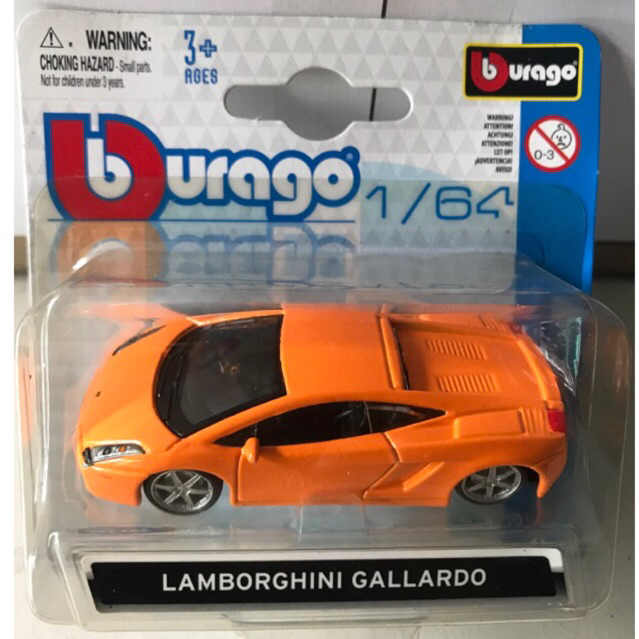 WARNING:
CHOKING HAZARD - Small parts.
Not for children under 3 years.
3+
AGES
burago
WARNING!
ATTENTION!
ACHTUNG!
ATTENZIONE!
LET OP!
¡ADVERTENCIA!
AVISO!
0-3
burago®
1/64
LAMBORGHINI GALLARDO